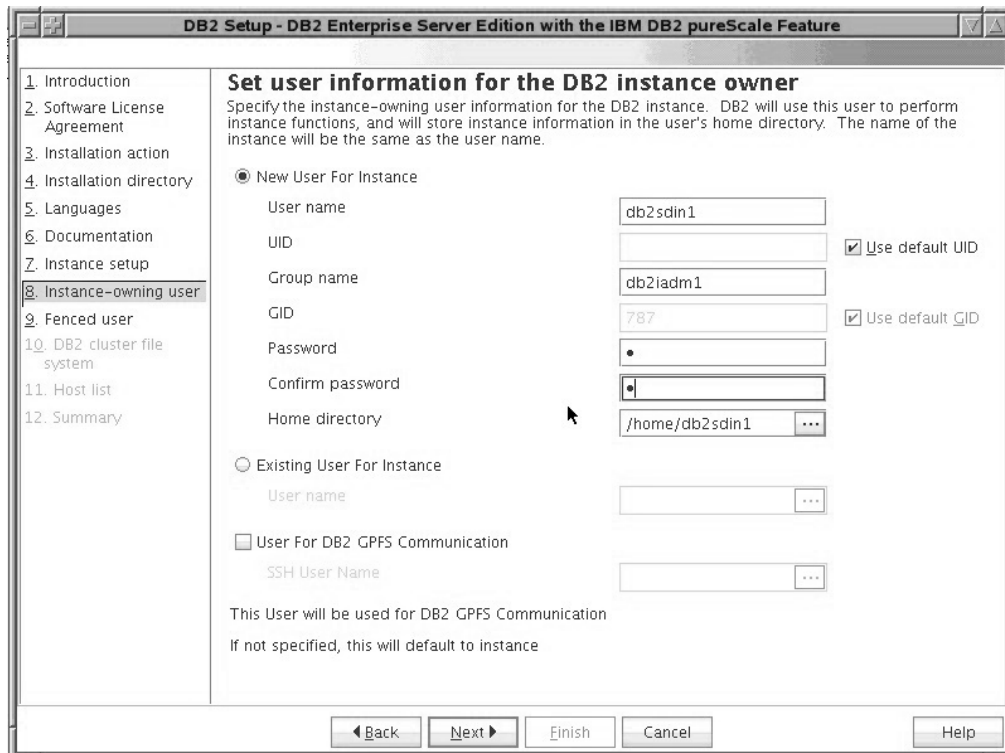 DB2 Setup - DB2 Enterprise Server Edition with the IBM DB2 pureScale Feature
1. Introduction
2. Software License
Agreement
3. Installation action
4. Installation directory
5. Languages
6. Documentation
7. Instance setup
8. Instance-owning user
9. Fenced user
10. DB2 cluster file
system
11. Host list
12. Summary
Set user information for the DB2 instance owner
Specify the instance-owning user information for the DB2 instance. DB2 will use this user to perform
instance functions, and will store instance information in the user's home directory. The name of the
instance will be the same as the user name.
New User For Instance
User name db2sdin1
UID Use default UID
Group name db2iadm1
GID 787 Use default GID
Password •
Confirm password •
Home directory /home/db2sdin1 ...
Existing User For Instance
User name ...
User For DB2 GPFS Communication
SSH User Name ...
This User will be used for DB2 GPFS Communication
If not specified, this will default to instance
Back Next Finish Cancel Help